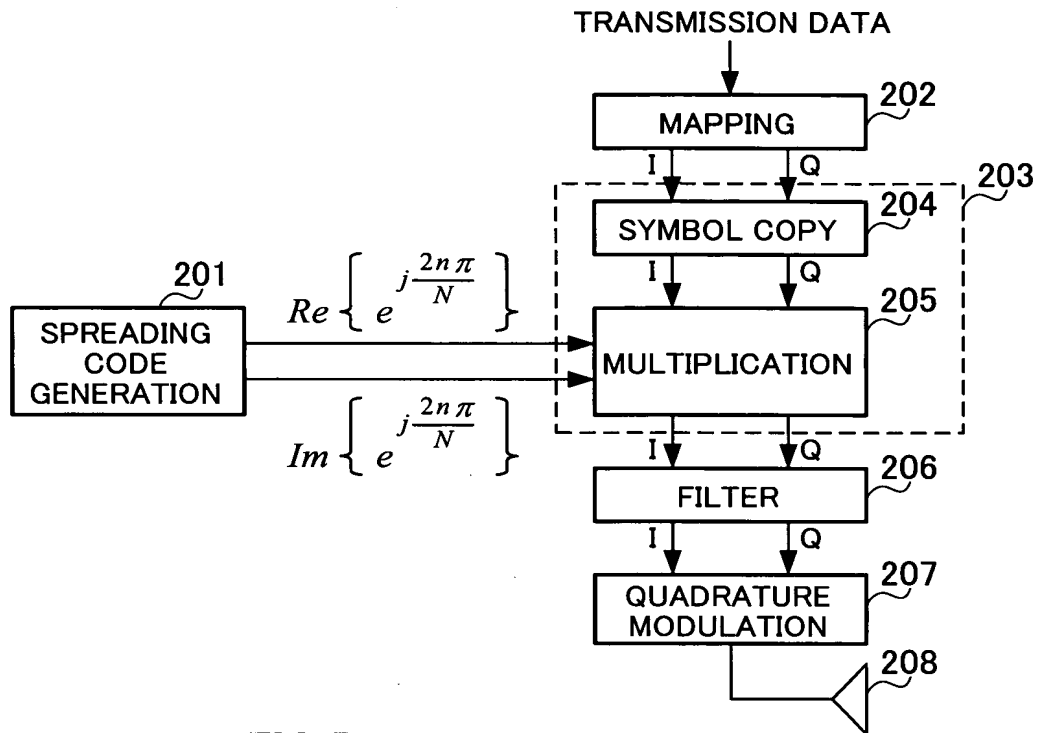 TRANSMISSION DATA
202
MAPPING
I Q
203
204
SYMBOL COPY
I Q
201
SPREADING
CODE
GENERATION
Re { e^{j 2nπ/N} }
Im { e^{j 2nπ/N} }
205
MULTIPLICATION
I Q
206
FILTER
I Q
207
QUADRATURE
MODULATION
208